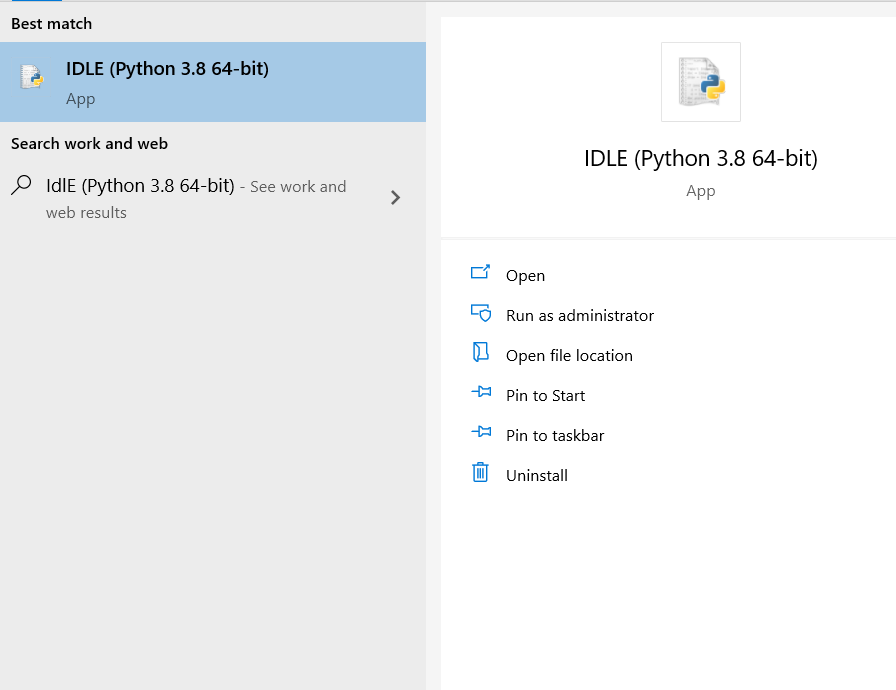 Best match
IDLE (Python 3.8 64-bit)
App
Search work and web
IdlE (Python 3.8 64-bit) - See work and
web results
IDLE (Python 3.8 64-bit)
App
Open
Run as administrator
Open file location
Pin to Start
Pin to taskbar
Uninstall